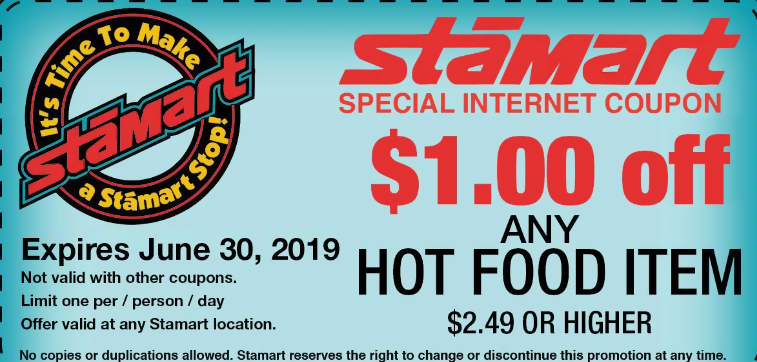 It's Time To Make
Stāmart
a Stāmart Stop!
Expires June 30, 2019
Not valid with other coupons.
Limit one per / person / day
Offer valid at any Stamart location.
stāmart
SPECIAL INTERNET COUPON
$1.00 off
ANY
HOT FOOD ITEM
$2.49 OR HIGHER
No copies or duplications allowed. Stamart reserves the right to change or discontinue this promotion at any time.